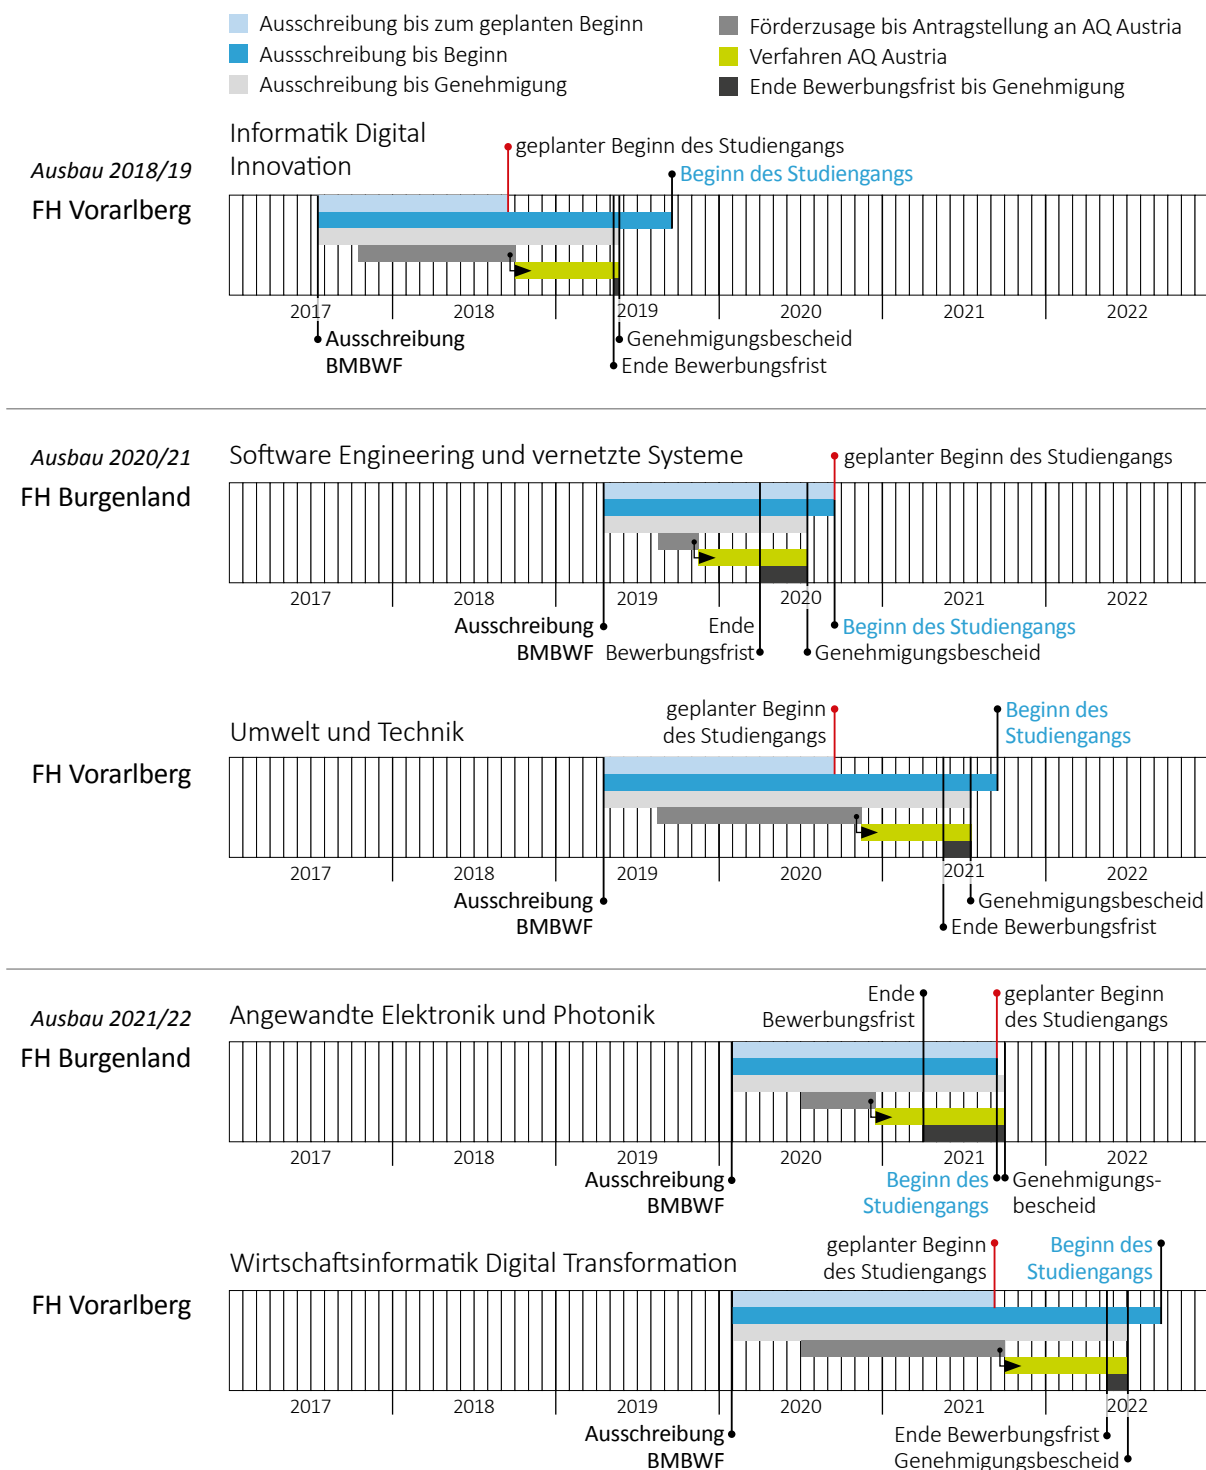 Ausschreibung bis zum geplanten Beginn
Aussschreibung bis Beginn
Ausschreibung bis Genehmigung
Förderzusage bis Antragstellung an AQ Austria
Verfahren AQ Austria
Ende Bewerbungsfrist bis Genehmigung
Ausbau 2018/19
FH Vorarlberg
Informatik Digital
Innovation
geplanter Beginn des Studiengangs
Beginn des Studiengangs
2017 2018 2019 2020 2021 2022
Ausschreibung
BMBWF
Genehmigungsbescheid
Ende Bewerbungsfrist
Ausbau 2020/21
FH Burgenland
Software Engineering und vernetzte Systeme
geplanter Beginn des Studiengangs
2017 2018 2019 2020 2021 2022
Ausschreibung
BMBWF
Ende
Bewerbungsfrist
Beginn des Studiengangs
Genehmigungsbescheid
FH Vorarlberg
Umwelt und Technik
geplanter Beginn
des Studiengangs
Beginn des
Studiengangs
2017 2018 2019 2020 2021 2022
Ausschreibung
BMBWF
Genehmigungsbescheid
Ende Bewerbungsfrist
Ausbau 2021/22
FH Burgenland
Angewandte Elektronik und Photonik
Ende
Bewerbungsfrist
geplanter Beginn
des Studiengangs
2017 2018 2019 2020 2021 2022
Ausschreibung
BMBWF
Beginn des
Studiengangs
Genehmigungs-
bescheid
FH Vorarlberg
Wirtschaftsinformatik Digital Transformation
geplanter Beginn
des Studiengangs
Beginn des
Studiengangs
2017 2018 2019 2020 2021 2022
Ausschreibung
BMBWF
Ende Bewerbungsfrist
Genehmigungsbescheid